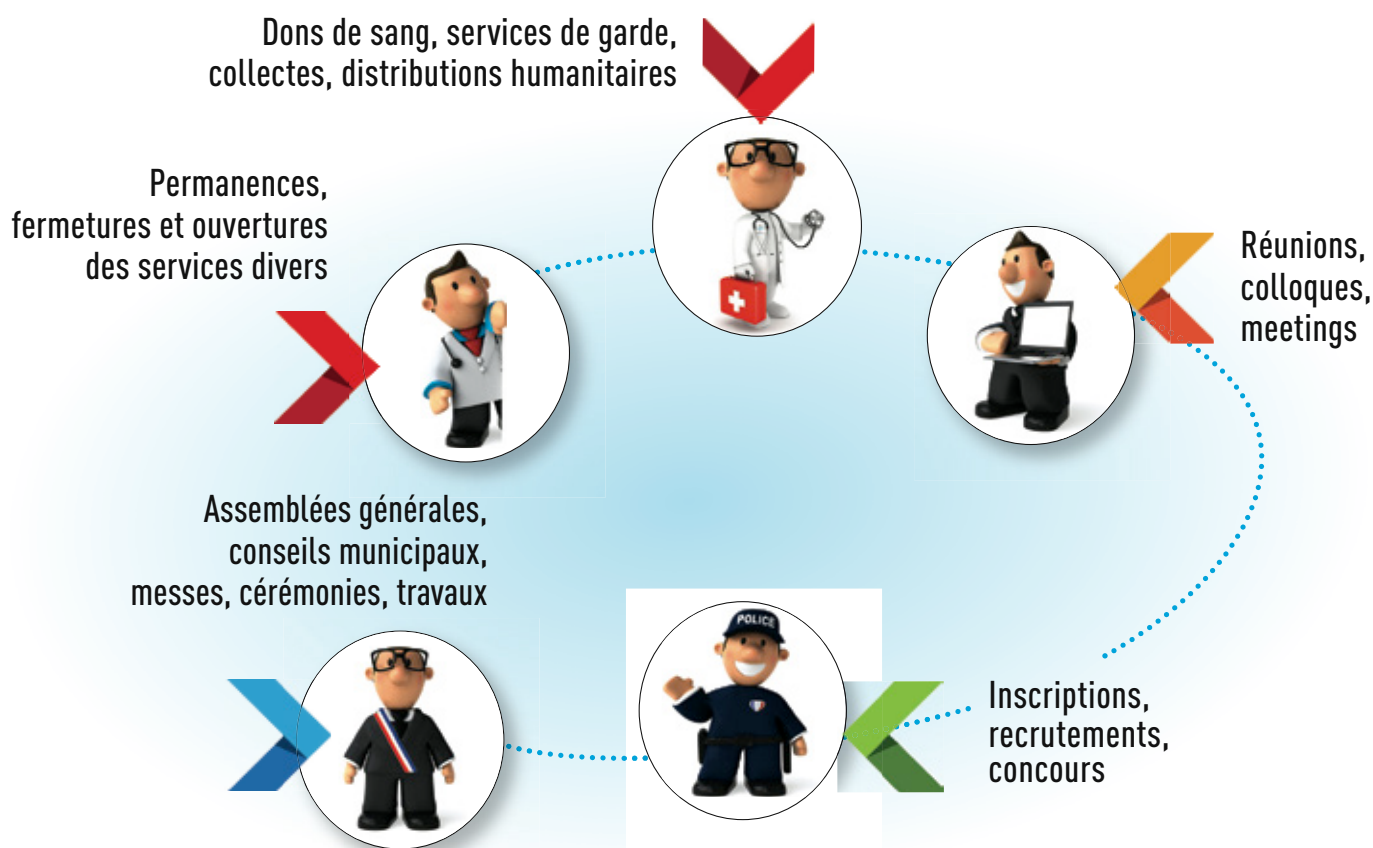 Dons de sang, services de garde,
collectes, distributions humanitaires
Permanences,
fermetures et ouvertures
des services divers
Réunions,
colloques,
meetings
Assemblées générales,
conseils municipaux,
messes, cérémonies, travaux
POLICE
Inscriptions,
recrutements,
concours